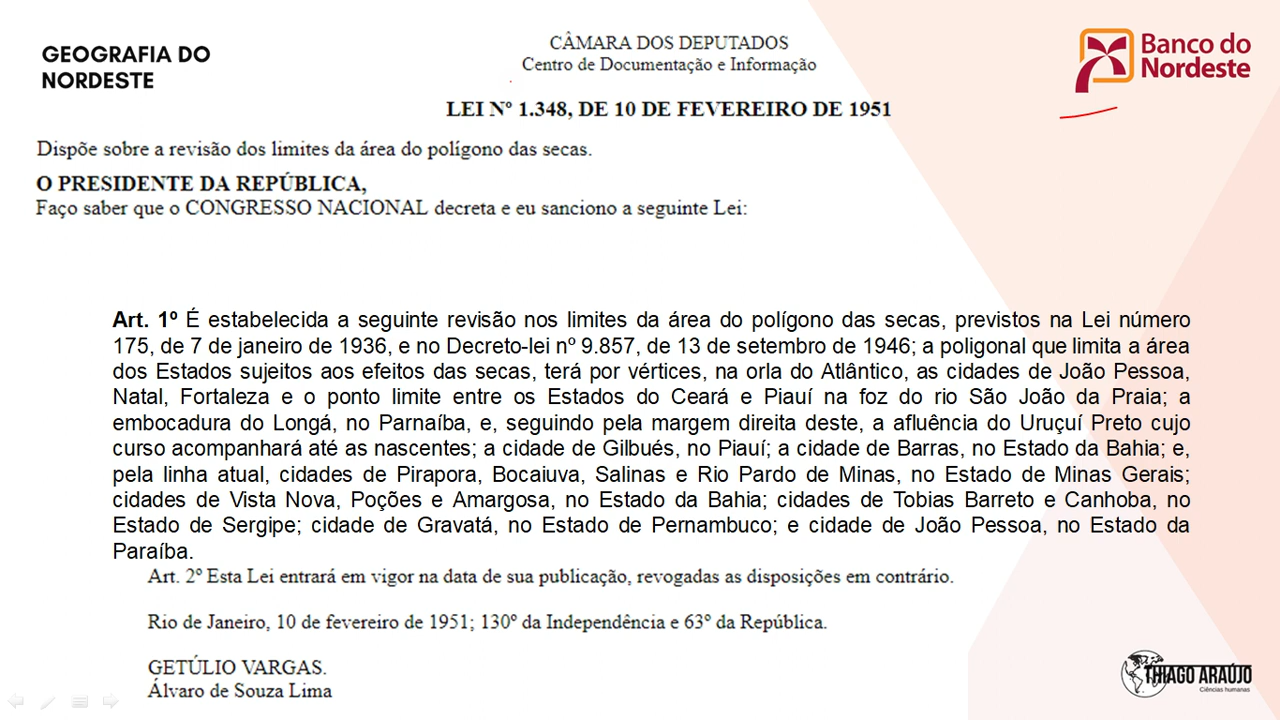 GEOGRAFIA DO
NORDESTE
CÂMARA DOS DEPUTADOS
Centro de Documentação e Informação
Banco do
Nordeste
LEI Nº 1.348, DE 10 DE FEVEREIRO DE 1951
Dispõe sobre a revisão dos limites da área do polígono das secas.
O PRESIDENTE DA REPÚBLICA,
Faço saber que o CONGRESSO NACIONAL decreta e eu sanciono a seguinte Lei:
Art. 1º É estabelecida a seguinte revisão nos limites da área do polígono das secas, previstos na Lei número
175, de 7 de janeiro de 1936, e no Decreto-lei nº 9.857, de 13 de setembro de 1946; a poligonal que limita a área
dos Estados sujeitos aos efeitos das secas, terá por vértices, na orla do Atlântico, as cidades de João Pessoa,
Natal, Fortaleza e o ponto limite entre os Estados do Ceará e Piauí na foz do rio São João da Praia; a
embocadura do Longá, no Parnaíba, e, seguindo pela margem direita deste, a afluência do Uruçuí Preto cujo
curso acompanhará até as nascentes; a cidade de Gilbués, no Piauí; a cidade de Barras, no Estado da Bahia; e,
pela linha atual, cidades de Pirapora, Bocaiuva, Salinas e Rio Pardo de Minas, no Estado de Minas Gerais;
cidades de Vista Nova, Poções e Amargosa, no Estado da Bahia; cidades de Tobias Barreto e Canhoba, no
Estado de Sergipe; cidade de Gravatá, no Estado de Pernambuco; e cidade de João Pessoa, no Estado da
Paraíba.
Art. 2º Esta Lei entrará em vigor na data de sua publicação, revogadas as disposições em contrário.
Rio de Janeiro, 10 de fevereiro de 1951; 130º da Independência e 63º da República.
GETÚLIO VARGAS.
Álvaro de Souza Lima
THIAGO ARAÚJO
Ciências humanas